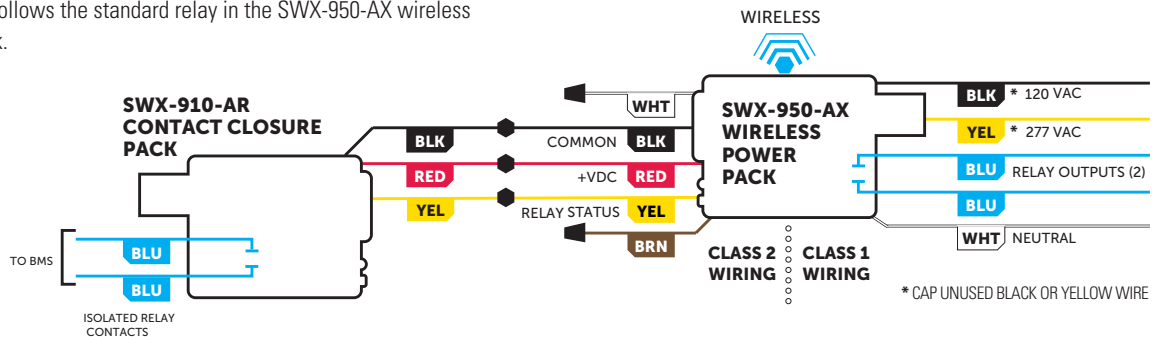 ollows the standard relay in the SWX-950-AX wireless
k.
WIRELESS
SWX-910-AR
CONTACT CLOSURE
PACK
WHT
BLK
COMMON
BLK
RED
+VDC
RED
YEL
RELAY STATUS
YEL
BRN
SWX-950-AX
WIRELESS
POWER
PACK
BLK * 120 VAC
YEL * 277 VAC
BLU RELAY OUTPUTS (2)
BLU
WHT NEUTRAL
CLASS 2
WIRING
CLASS 1
WIRING
* CAP UNUSED BLACK OR YELLOW WIRE
TO BMS
BLU
BLU
ISOLATED RELAY
CONTACTS